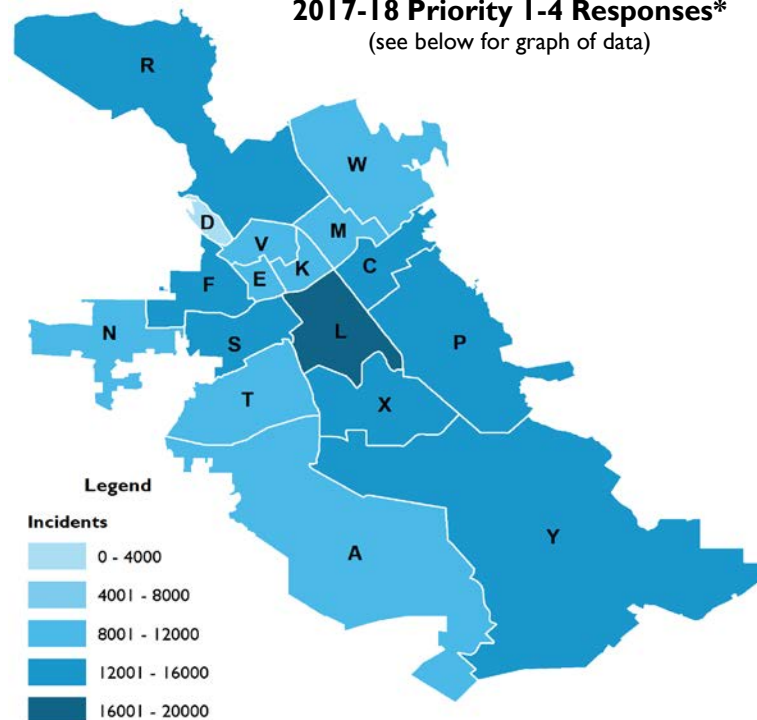 2017-18 Priority 1-4 Responses*
(see below for graph of data)
R
W
D
M
V
C
K
E
F
N
L
S
P
T
X
Y
A
Legend
Incidents
0 - 4000
4001 - 8000
8001 - 12000
12001 - 16000
16001 - 20000